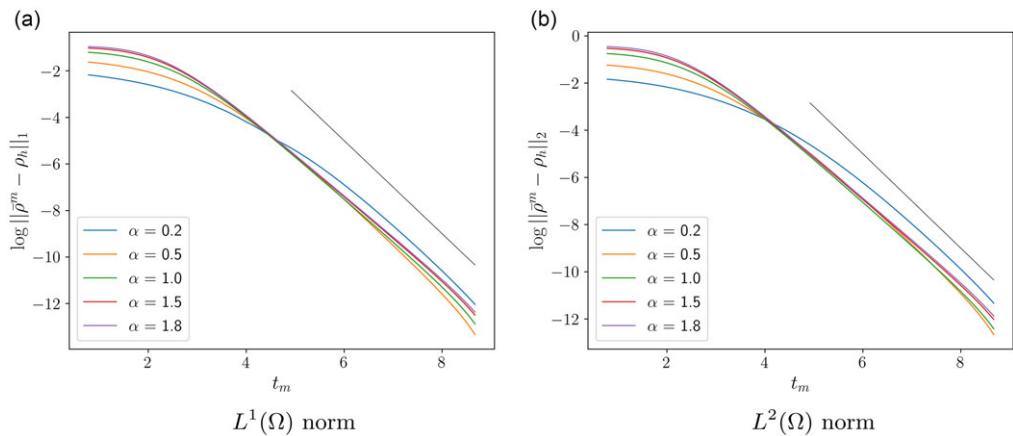 (a)
log ||ρ̄^m − ρ_h||_1
−2
−4
−6
−8
−10
−12
α = 0.2
α = 0.5
α = 1.0
α = 1.5
α = 1.8
2 4 6 8
t_m
L^1(Ω) norm
(b)
log ||ρ̄^m − ρ_h||_2
0
−2
−4
−6
−8
−10
−12
α = 0.2
α = 0.5
α = 1.0
α = 1.5
α = 1.8
2 4 6 8
t_m
L^2(Ω) norm